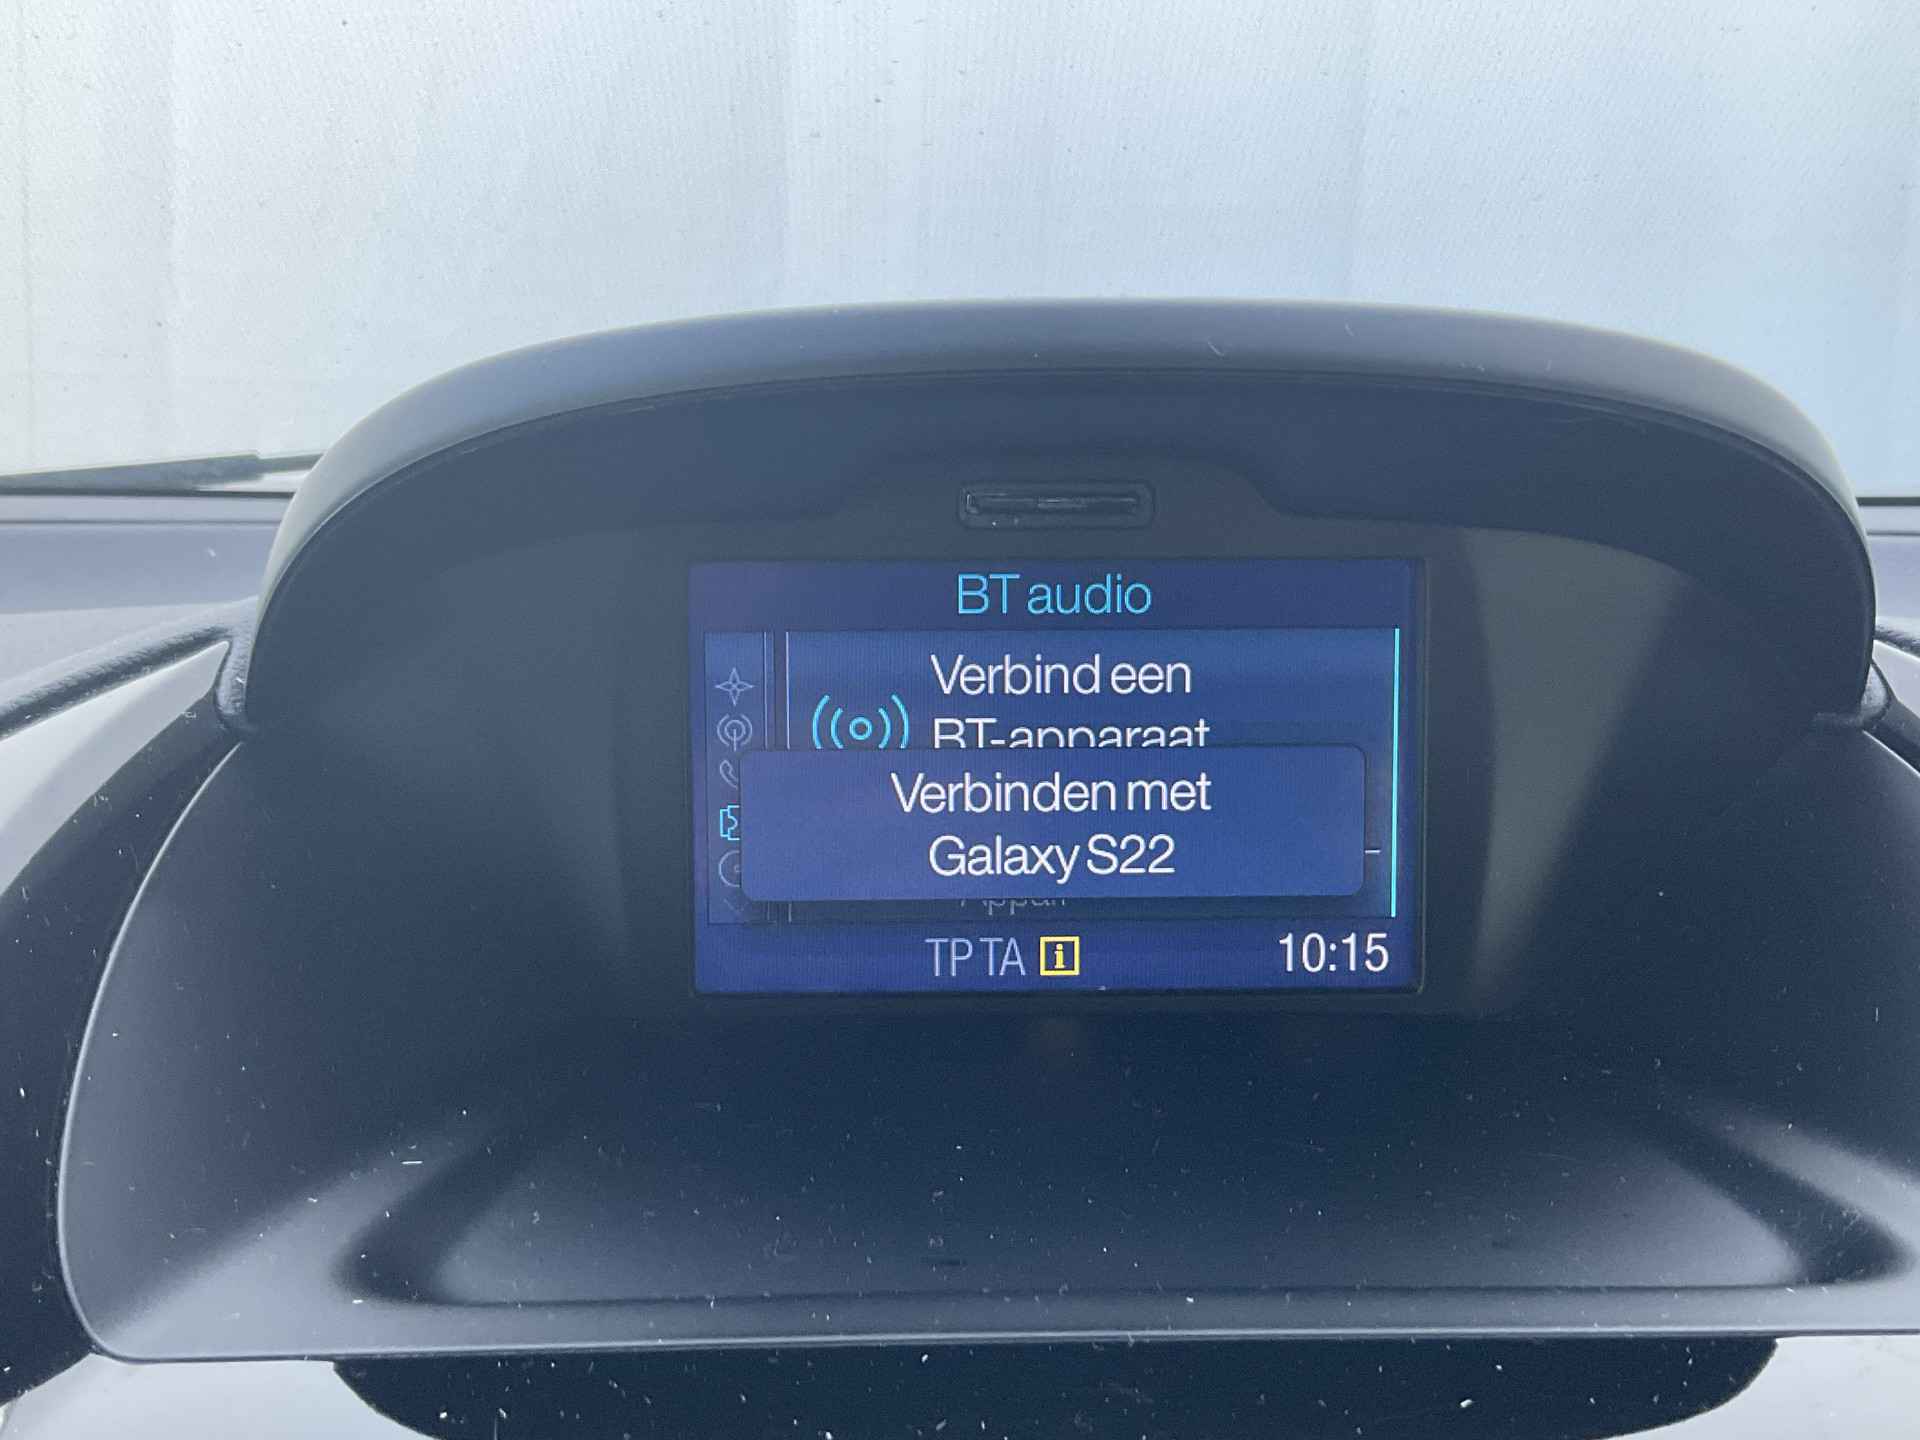 BT audio
Verbind een
BT-apparaat
Verbinden met
Galaxy S22
TP TA i
10:15